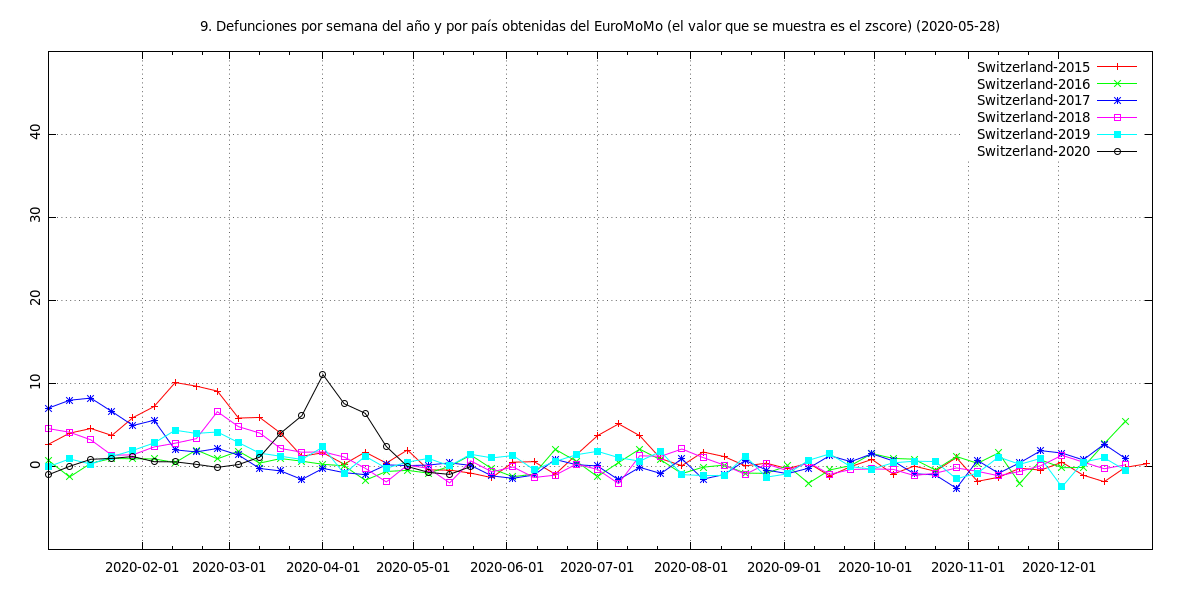 9. Defunciones por semana del año y por país obtenidas del EuroMoMo (el valor que se muestra es el zscore) (2020-05-28)
Switzerland-2015
Switzerland-2016
Switzerland-2017
Switzerland-2018
Switzerland-2019
Switzerland-2020
40
30
20
10
0
2020-02-01 2020-03-01 2020-04-01 2020-05-01 2020-06-01 2020-07-01 2020-08-01 2020-09-01 2020-10-01 2020-11-01 2020-12-01